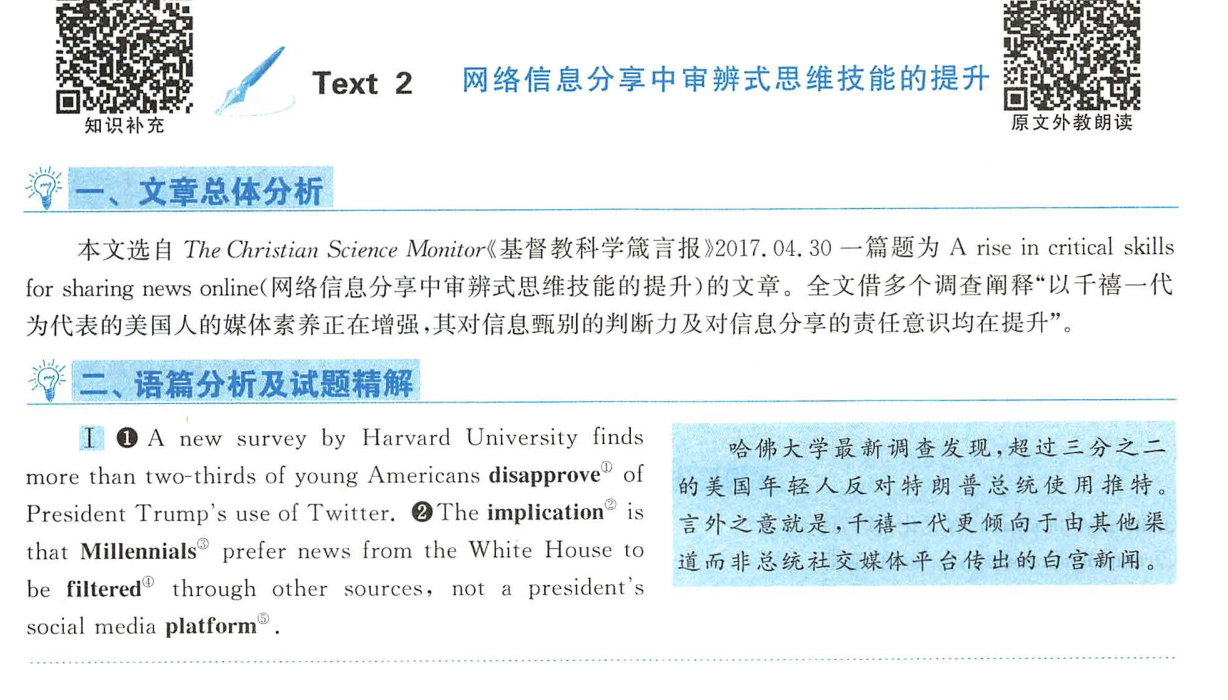 Text 2 网络信息分享中审辨式思维技能的提升
知识补充
原文外教朗读
一、文章总体分析
本文选自 The Christian Science Monitor《基督教科学箴言报》2017.04.30 一篇题为 A rise in critical skills
for sharing news online(网络信息分享中审辨式思维技能的提升)的文章。全文借多个调查阐释“以千禧一代
为代表的美国人的媒体素养正在增强,其对信息甄别的判断力及对信息分享的责任意识均在提升”。
二、语篇分析及试题精解
Ⅰ ❶ A new survey by Harvard University finds
more than two-thirds of young Americans disapprove① of
President Trump's use of Twitter. ❷ The implication② is
that Millennials③ prefer news from the White House to
be filtered④ through other sources, not a president's
social media platform⑤.
哈佛大学最新调查发现,超过三分之二
的美国年轻人反对特朗普总统使用推特。
言外之意就是,千禧一代更倾向于由其他渠
道而非总统社交媒体平台传出的白宫新闻。